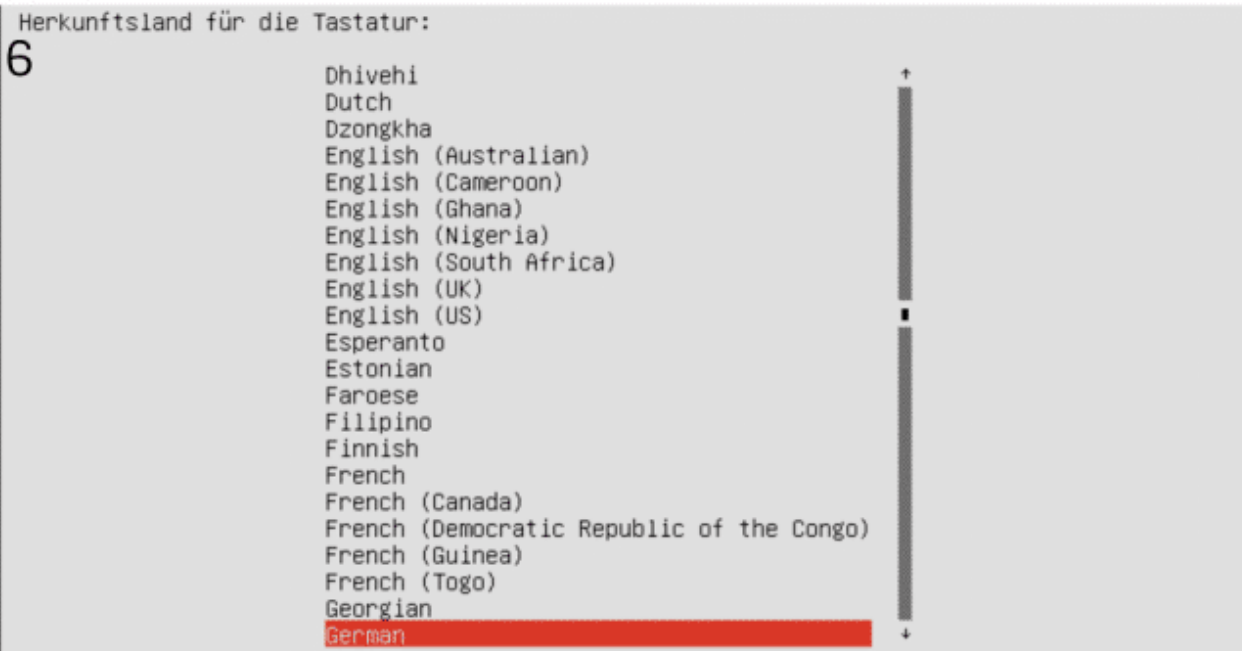 Herkunftsland für die Tastatur:
6
Dhivehi
Dutch
Dzongkha
English (Australian)
English (Cameroon)
English (Ghana)
English (Nigeria)
English (South Africa)
English (UK)
English (US)
Esperanto
Estonian
Faroese
Filipino
Finnish
French
French (Canada)
French (Democratic Republic of the Congo)
French (Guinea)
French (Togo)
Georgian
German